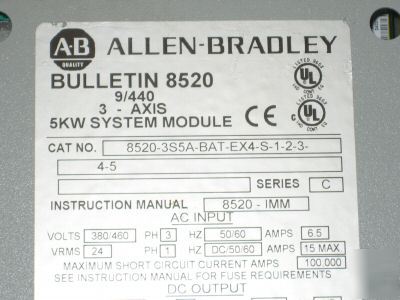 A-B QUALITY ALLEN-BRADLEY
BULLETIN 8520
9/440
3 - AXIS
5KW SYSTEM MODULE
LISTED UL
C UL
CE
CAT NO. 8520-3S5A-BAT-EX4-S-1-2-3-
4-5
SERIES C
INSTRUCTION MANUAL 8520 - IMM
AC INPUT
VOLTS 380/460 PH 3 HZ 50/60 AMPS 6.5
VRMS 24 PH 1 HZ DC/50/60 AMPS 15 MAX
MAXIMUM SHORT CIRCUIT CURRENT AMPS 100.000
SEE INSTRUCTION MANUAL FOR FUSE REQUIREMENTS
DC OUTPUT